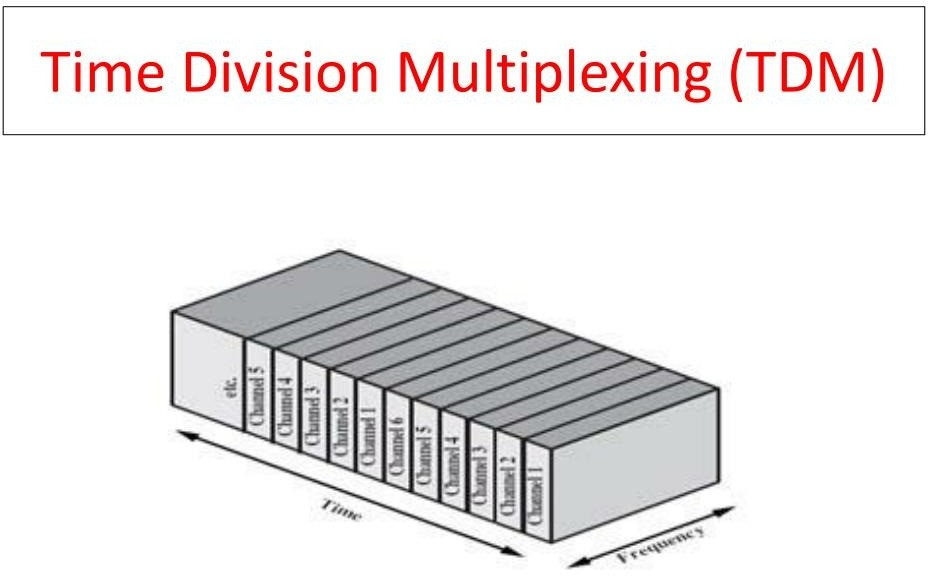 Time Division Multiplexing (TDM)
etc.
Channel 5
Channel 4
Channel 3
Channel 2
Channel 1
Channel 6
Channel 5
Channel 4
Channel 3
Channel 2
Channel 1
Time
Frequency